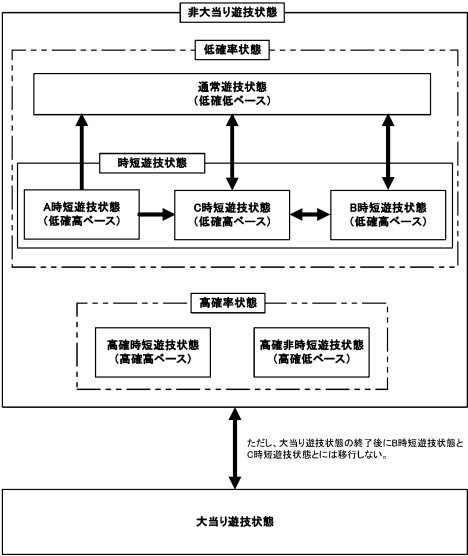 非大当り遊技状態
低確率状態
通常遊技状態
(低確低ベース)
時短遊技状態
A時短遊技状態
(低確高ベース)
C時短遊技状態
(低確高ベース)
B時短遊技状態
(低確高ベース)
高確率状態
高確時短遊技状態
(高確高ベース)
高確非時短遊技状態
(高確低ベース)
ただし、大当り遊技状態の終了後にB時短遊技状態と
C時短遊技状態とには移行しない。
大当り遊技状態